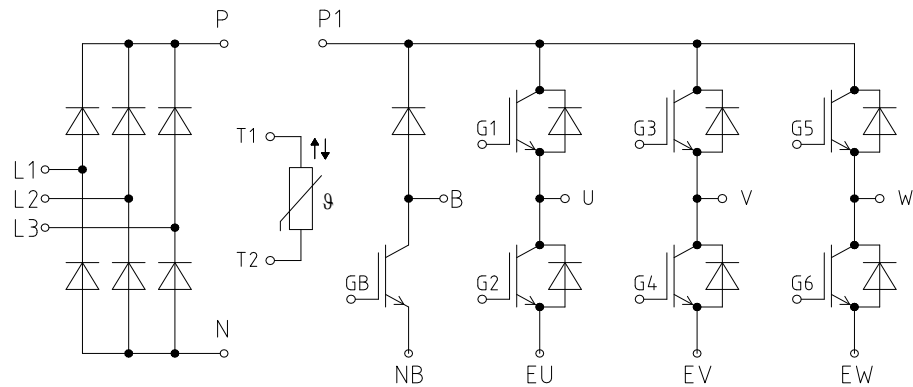 P P1
T1 G1 G3 G5
L1
L2 B U V W
ϑ
L3
T2 GB G2 G4 G6
N
NB EU EV EW